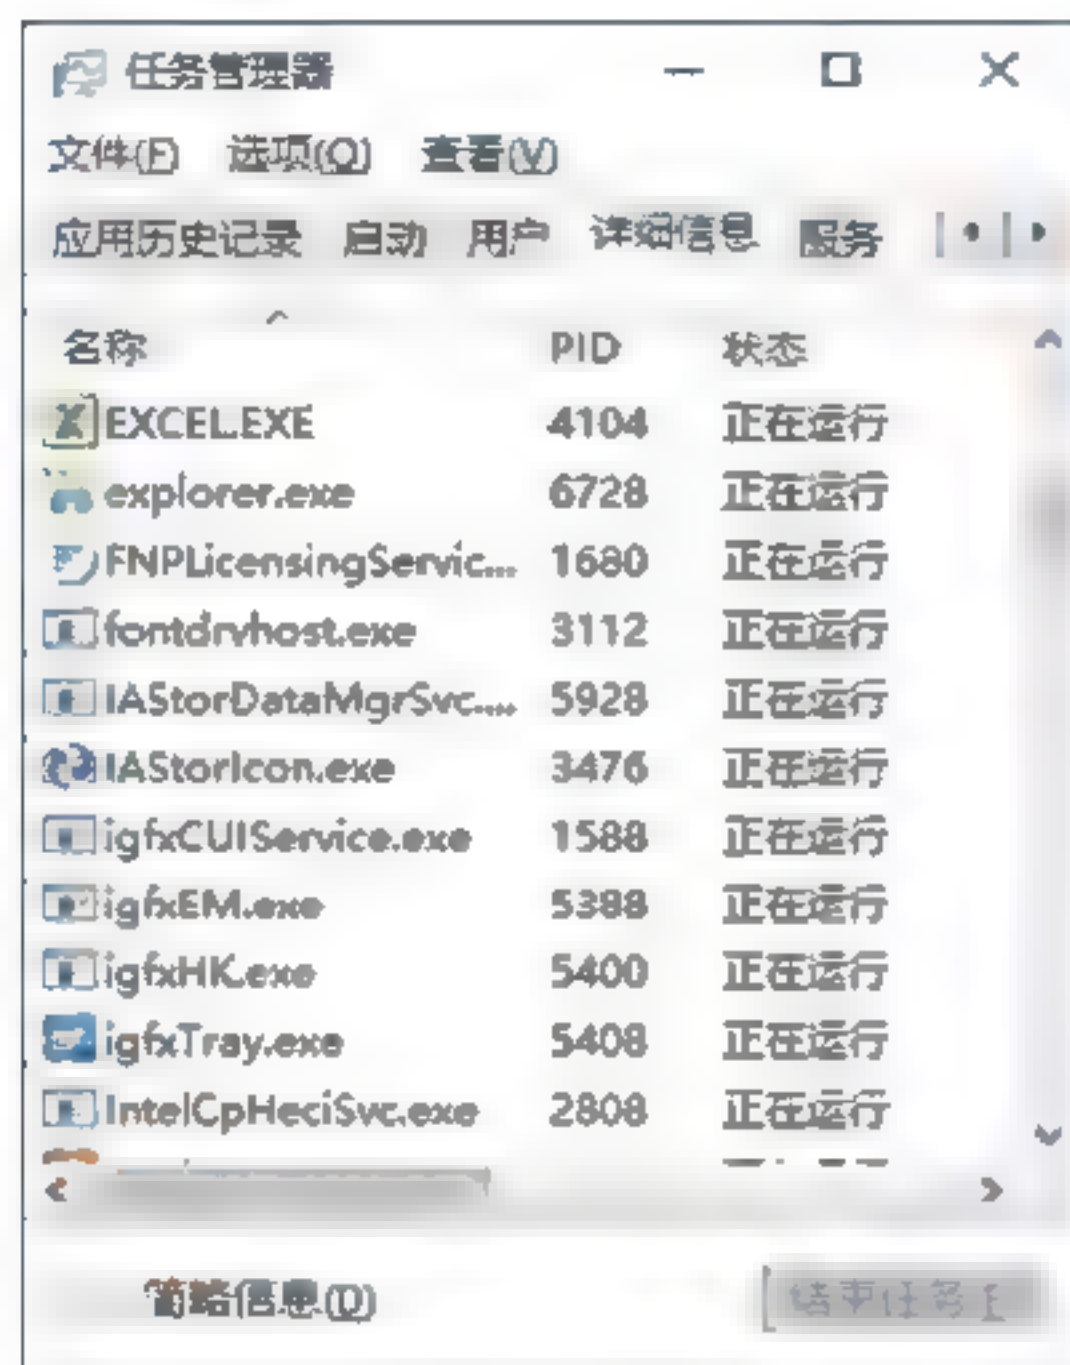 任务管理器
文件(F) 选项(O) 查看(V)
应用历史记录 启动 用户 详细信息 服务
名称 PID 状态
EXCEL.EXE 4104 正在运行
explorer.exe 6728 正在运行
FNPLicensingServic... 1680 正在运行
fontdrvhost.exe 3112 正在运行
IAStorDataMgrSvc.... 5928 正在运行
IAStorIcon.exe 3476 正在运行
igfxCUIService.exe 1588 正在运行
igfxEM.exe 5388 正在运行
igfxHK.exe 5400 正在运行
igfxTray.exe 5408 正在运行
IntelCpHeciSvc.exe 2808 正在运行
简略信息(D)
结束任务